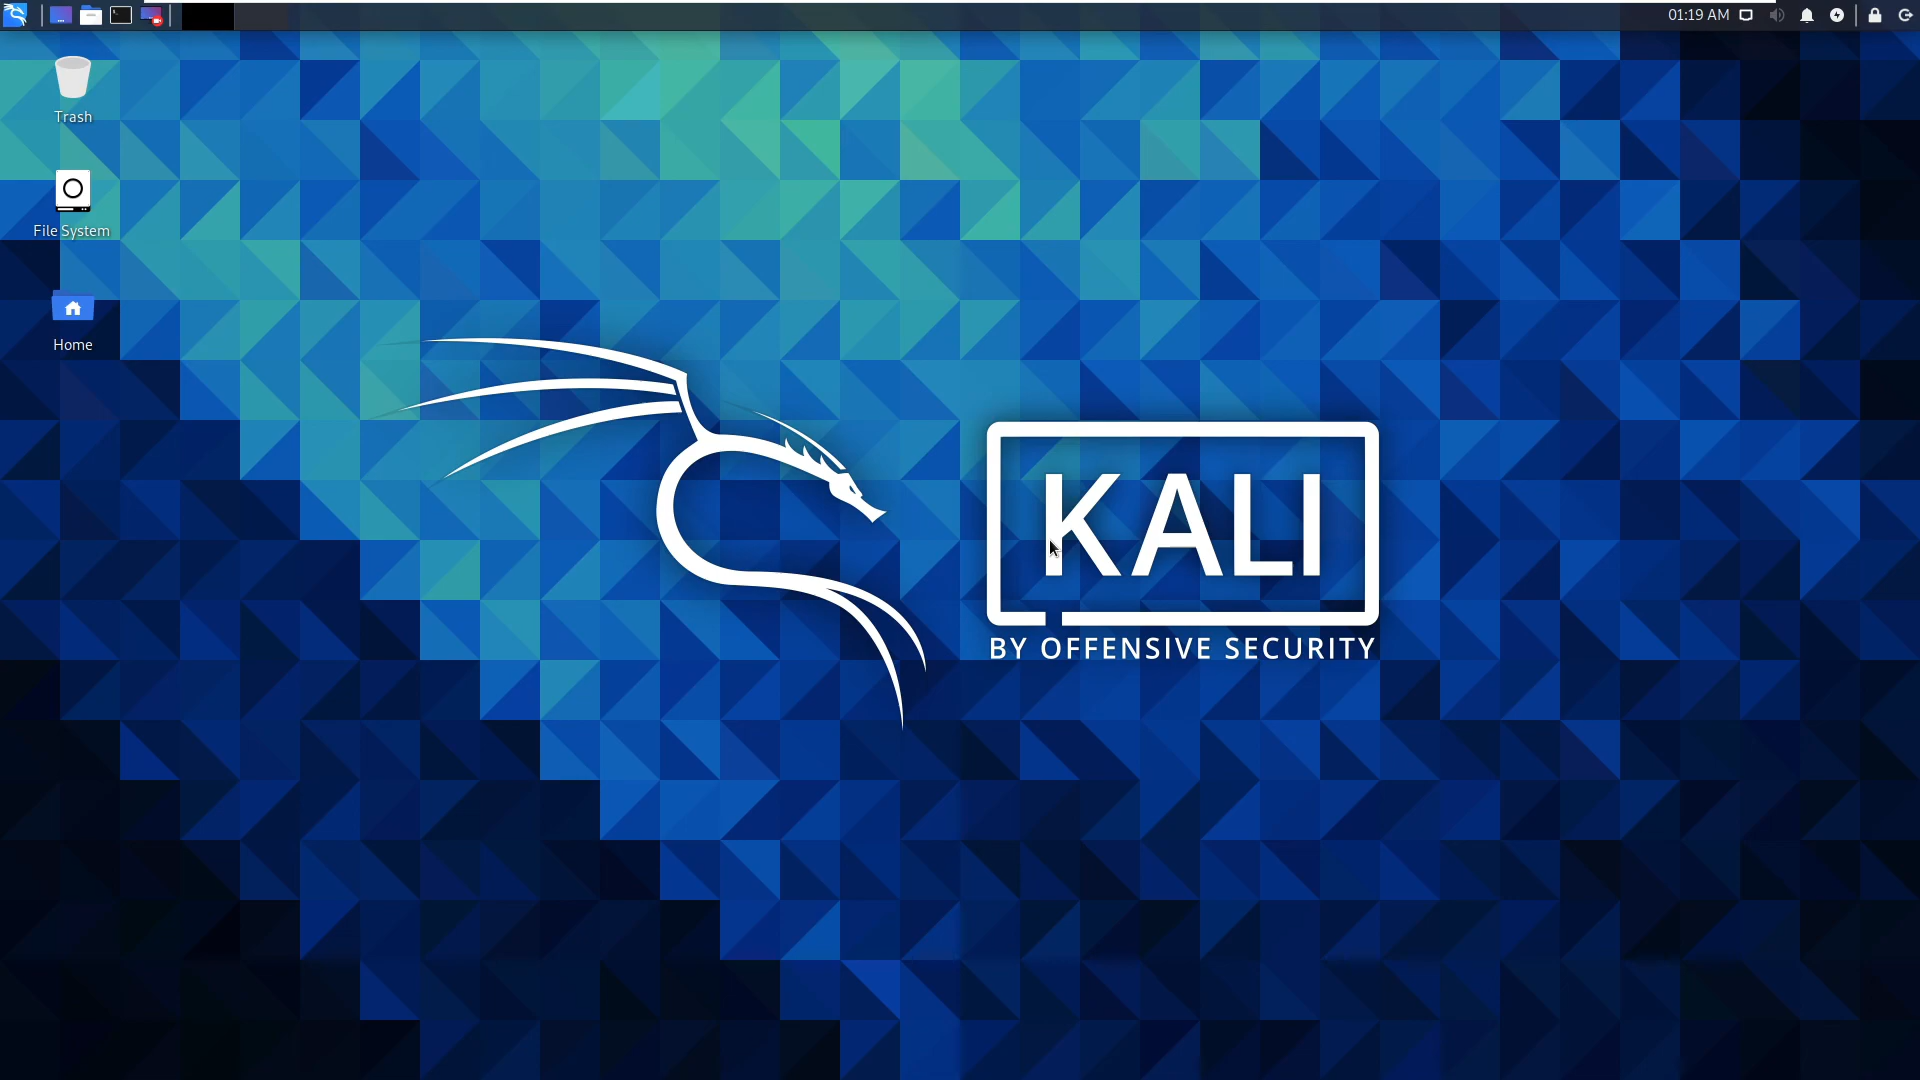 01:19 AM
Trash
File System
Home
KALI
BY OFFENSIVE SECURITY